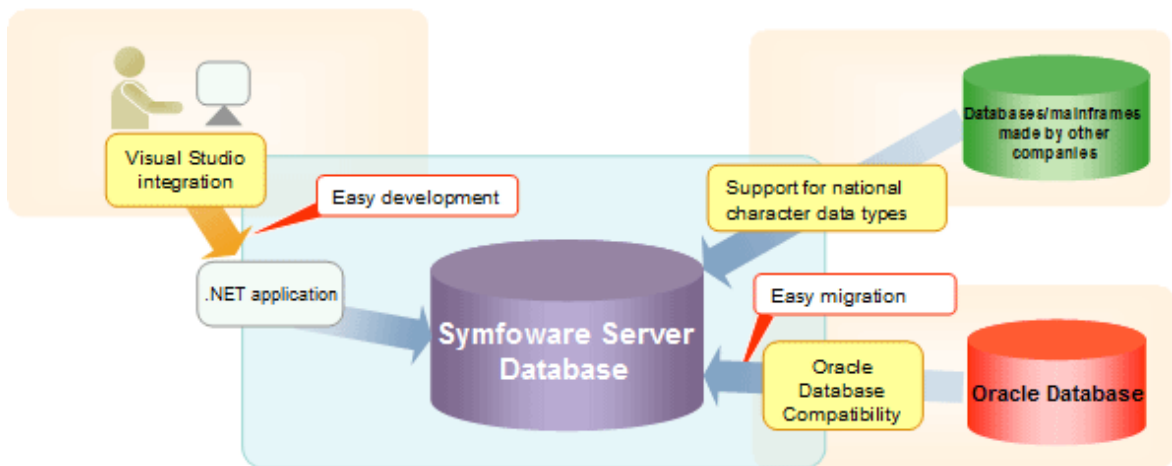 Visual Studio
integration
Easy development
.NET application
Symfoware Server
Database
Databases/mainframes
made by other
companies
Support for national
character data types
Easy migration
Oracle
Database
Compatibility
Oracle Database